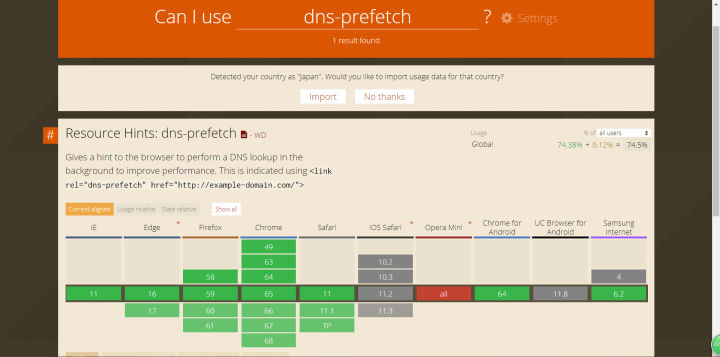 Can I use dns-prefetch ? Settings
1 result found
Detected your country as "Japan". Would you like to import usage data for that country?
Import No thanks
# Resource Hints: dns-prefetch - WD
Usage % of all users
Global 74.38% + 0.12% = 74.5%
Gives a hint to the browser to perform a DNS lookup in the
background to improve performance. This is indicated using <link
rel="dns-prefetch" href="http://example-domain.com/">
Current aligned Usage relative Date relative Show all
IE Edge * Firefox Chrome Safari iOS Safari * Opera Mini * Chrome for Android UC Browser for Android Samsung Internet
49
63 10.2
58 64 10.3 4
11 16 59 65 11 11.2 all 64 11.8 6.2
17 60 66 11.1 11.3
61 67 TP
68